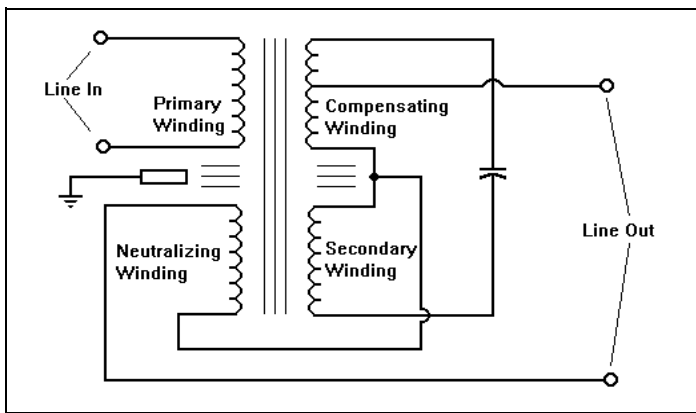 Line In
Primary
Winding
Compensating
Winding
Neutralizing
Winding
Secondary
Winding
Line Out